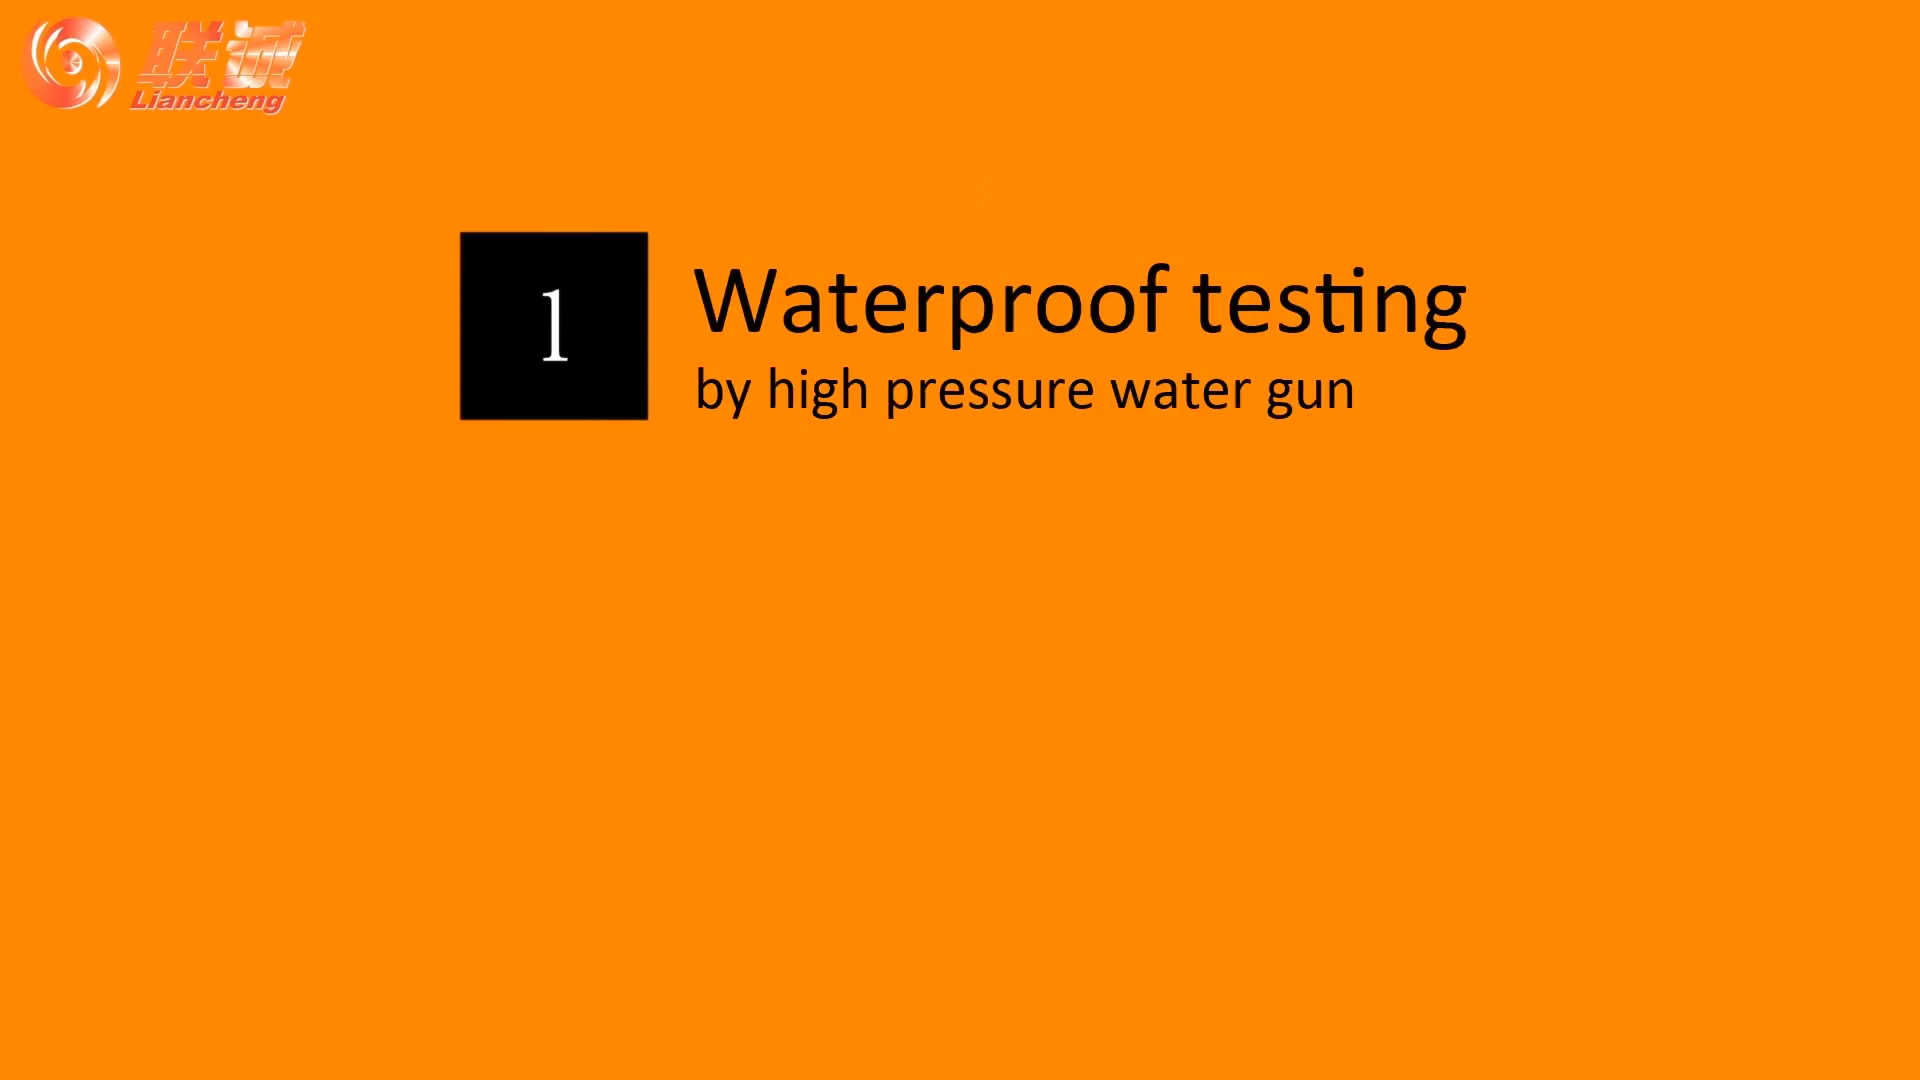 联诚
Liancheng
1
Waterproof testing
by high pressure water gun